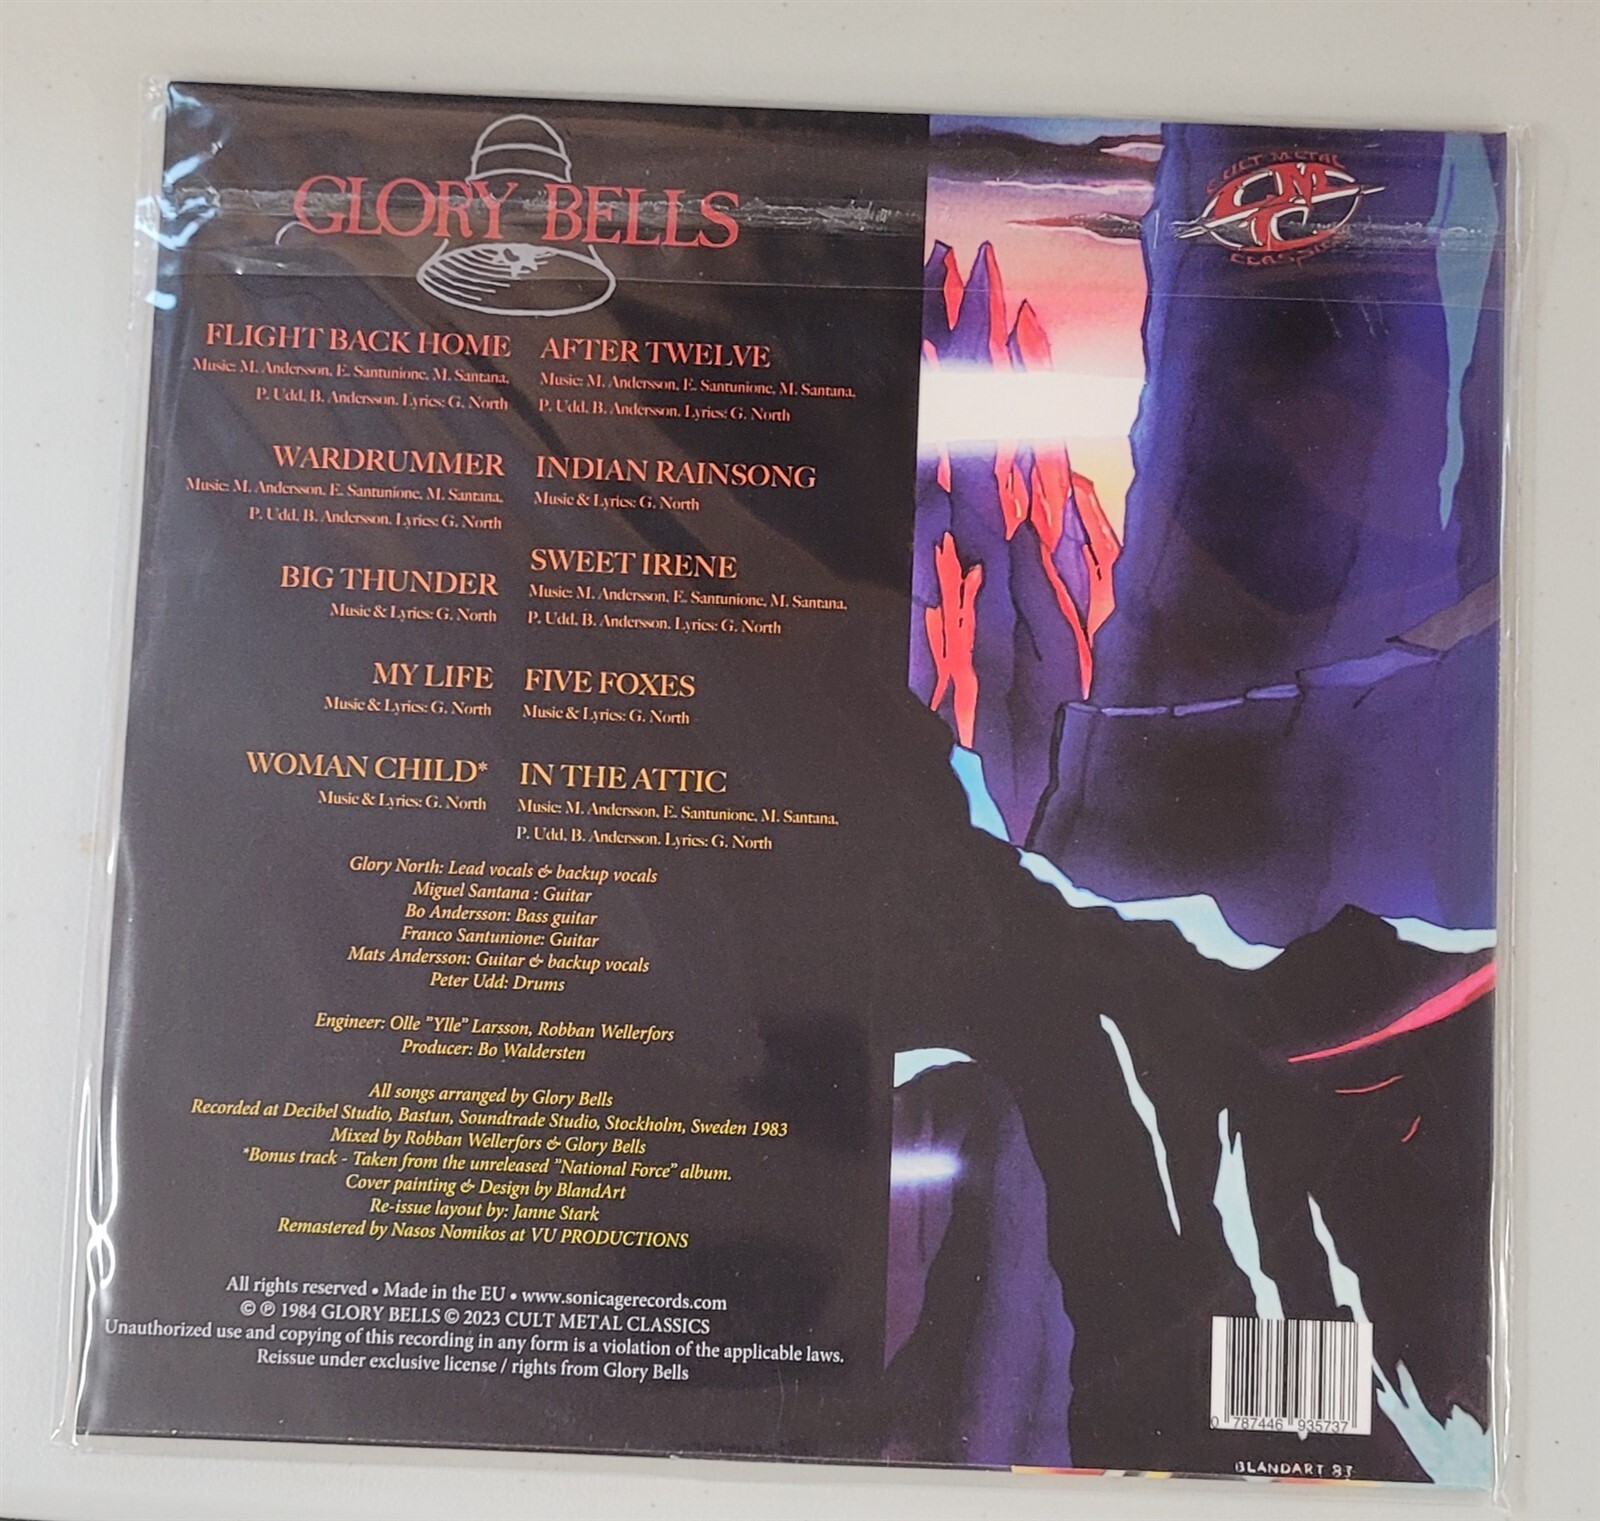 GLORY BELLS
CULT METAL
CMC
CLASSICS
FLIGHT BACK HOME
Music: M. Andersson, E. Santunione, M. Santana,
P. Udd, B. Andersson. Lyrics: G. North
WARDRUMMER
Music: M. Andersson, E. Santunione, M. Santana,
P. Udd, B. Andersson. Lyrics: G. North
BIG THUNDER
Music & Lyrics: G. North
MY LIFE
Music & Lyrics: G. North
WOMAN CHILD*
Music & Lyrics: G. North
AFTER TWELVE
Music: M. Andersson, E. Santunione, M. Santana,
P. Udd, B. Andersson. Lyrics: G. North
INDIAN RAINSONG
Music & Lyrics: G. North
SWEET IRENE
Music: M. Andersson, E. Santunione, M. Santana,
P. Udd, B. Andersson. Lyrics: G. North
FIVE FOXES
Music & Lyrics: G. North
IN THE ATTIC
Music: M. Andersson, E. Santunione, M. Santana,
P. Udd, B. Andersson. Lyrics: G. North
Glory North: Lead vocals & backup vocals
Miguel Santana : Guitar
Bo Andersson: Bass guitar
Franco Santunione: Guitar
Mats Andersson: Guitar & backup vocals
Peter Udd: Drums
Engineer: Olle "Ylle" Larsson, Robban Wellerfors
Producer: Bo Waldersten
All songs arranged by Glory Bells
Recorded at Decibel Studio, Bastun, Soundtrade Studio, Stockholm, Sweden 1983
Mixed by Robban Wellerfors & Glory Bells
*Bonus track - Taken from the unreleased "National Force" album.
Cover painting & Design by BlandArt
Re-issue layout by: Janne Stark
Remastered by Nasos Nomikos at VU PRODUCTIONS
All rights reserved • Made in the EU • www.sonicagerecords.com
© ℗ 1984 GLORY BELLS © 2023 CULT METAL CLASSICS
Unauthorized use and copying of this recording in any form is a violation of the applicable laws.
Reissue under exclusive license / rights from Glory Bells
0 787446 935737
BLANDART 83